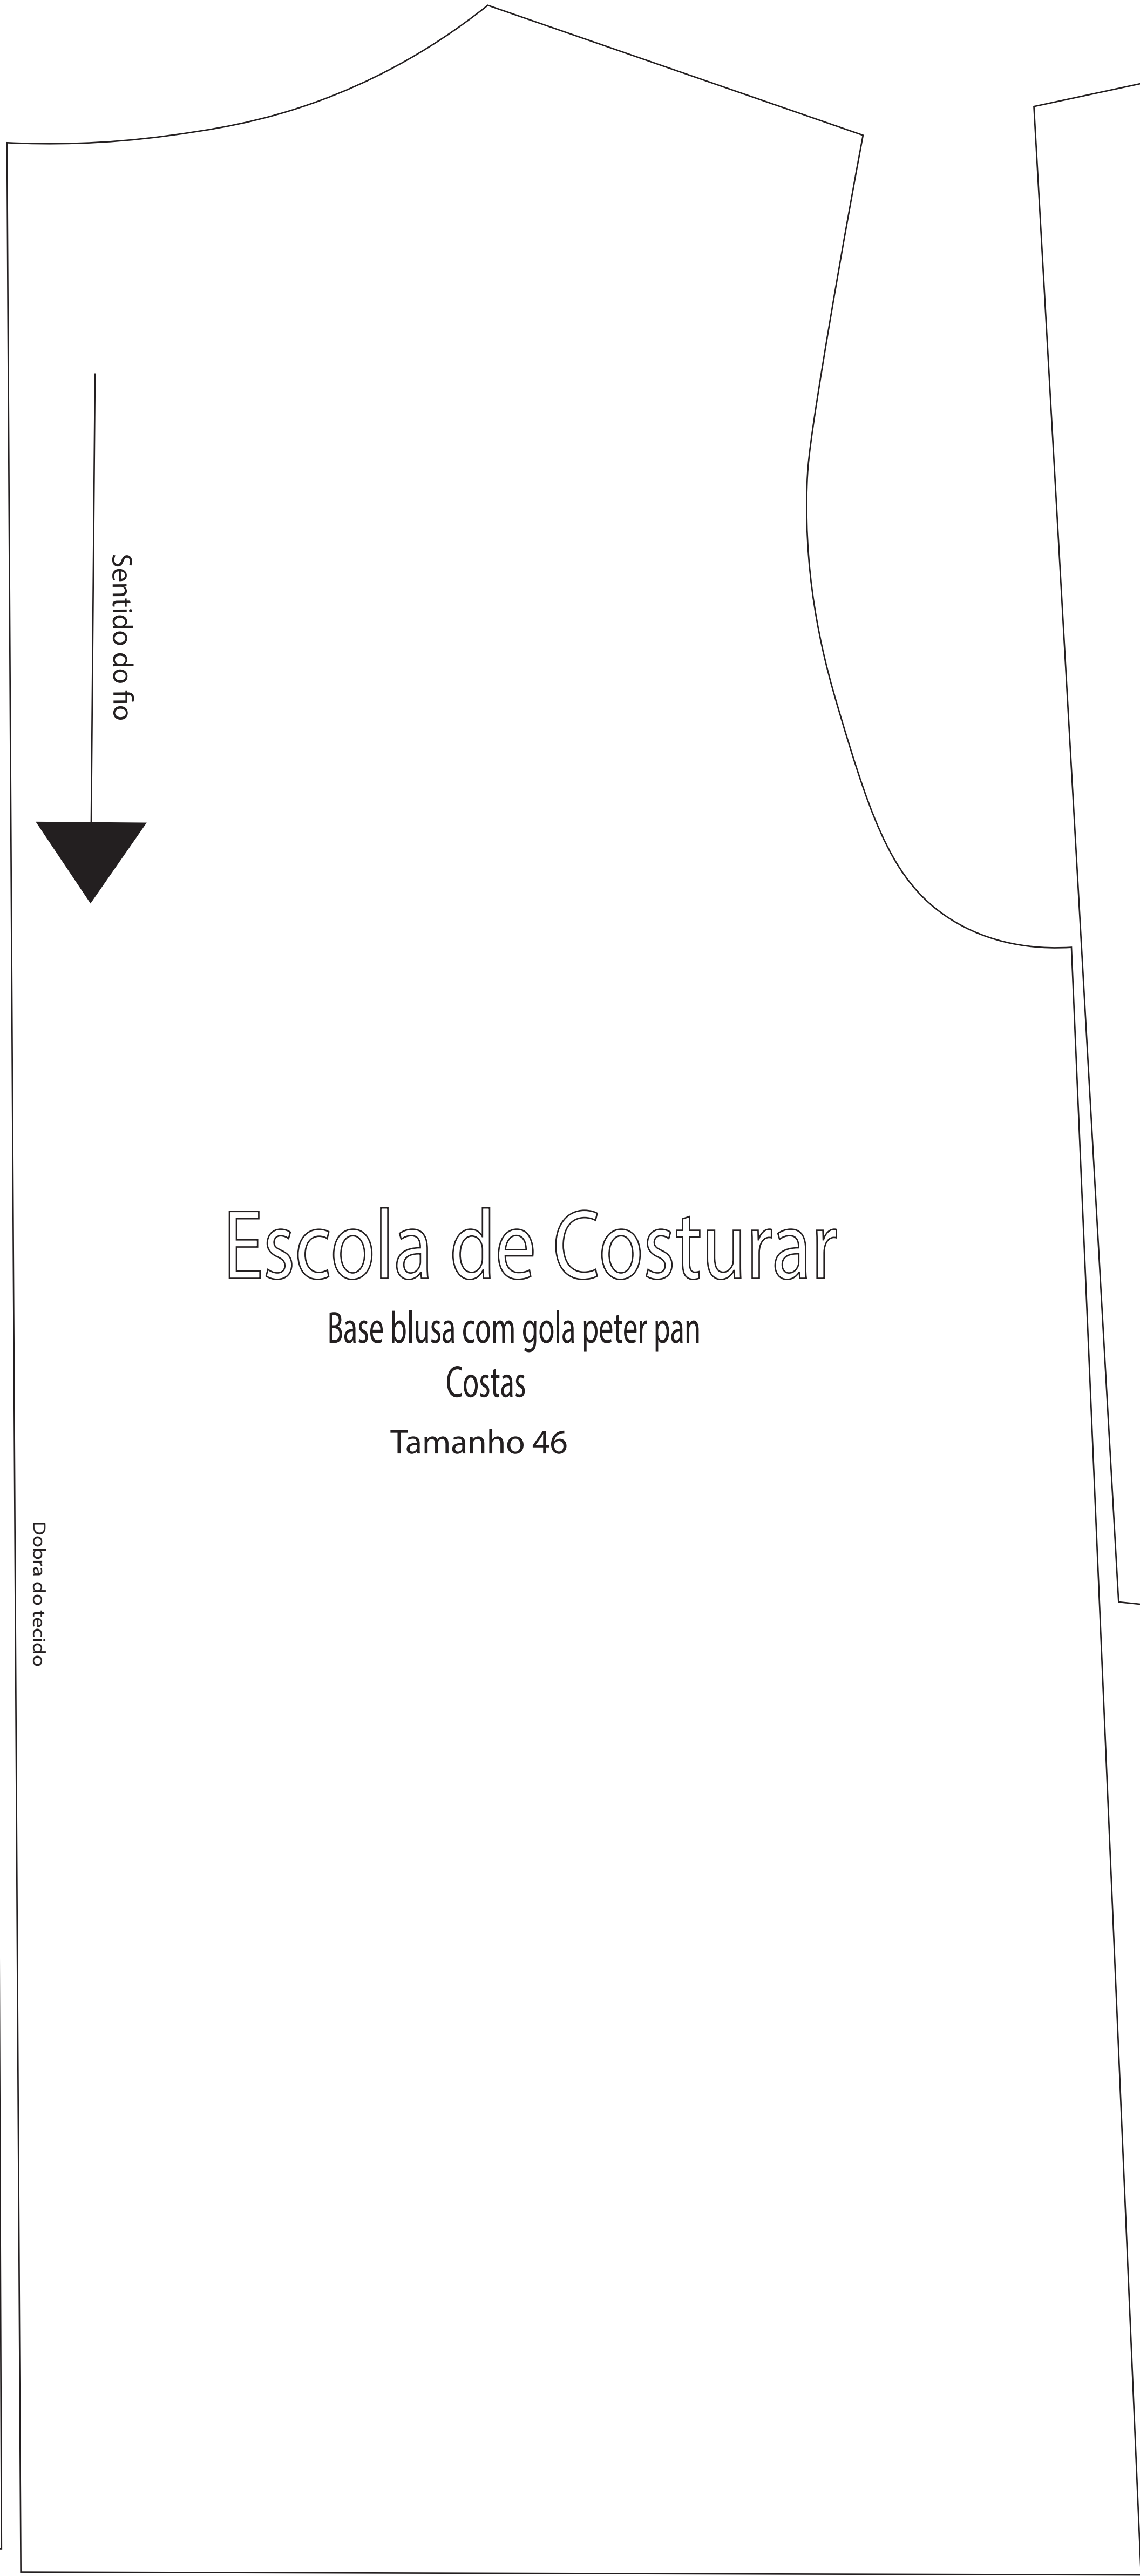 Sentido do fio
Escola de Costurar
Base blusa com gola peter pan
Costas
Tamanho 46
Dobra do tecido